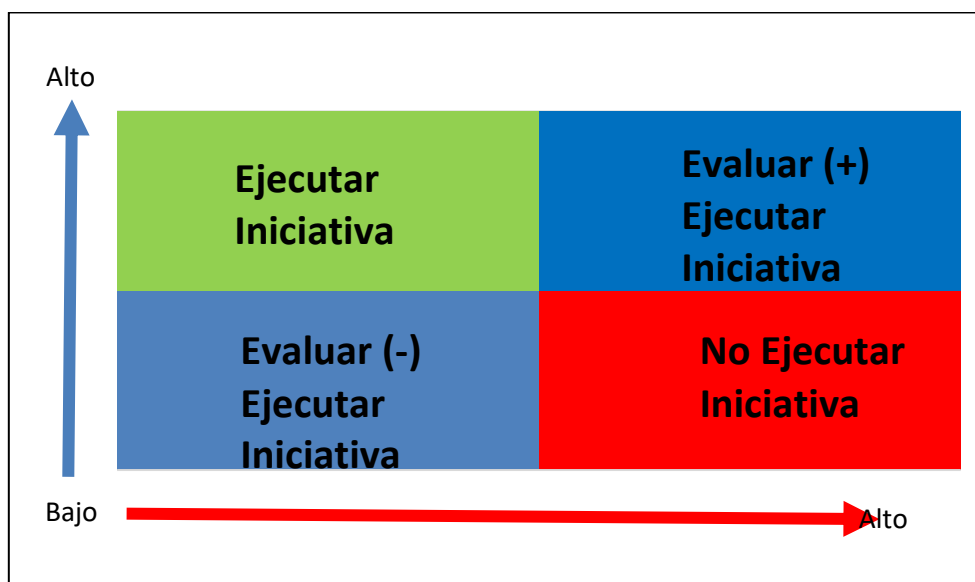 Alto
Ejecutar
Iniciativa
Evaluar (+)
Ejecutar
Iniciativa
Evaluar (-)
Ejecutar
Iniciativa
No Ejecutar
Iniciativa
Bajo
Alto